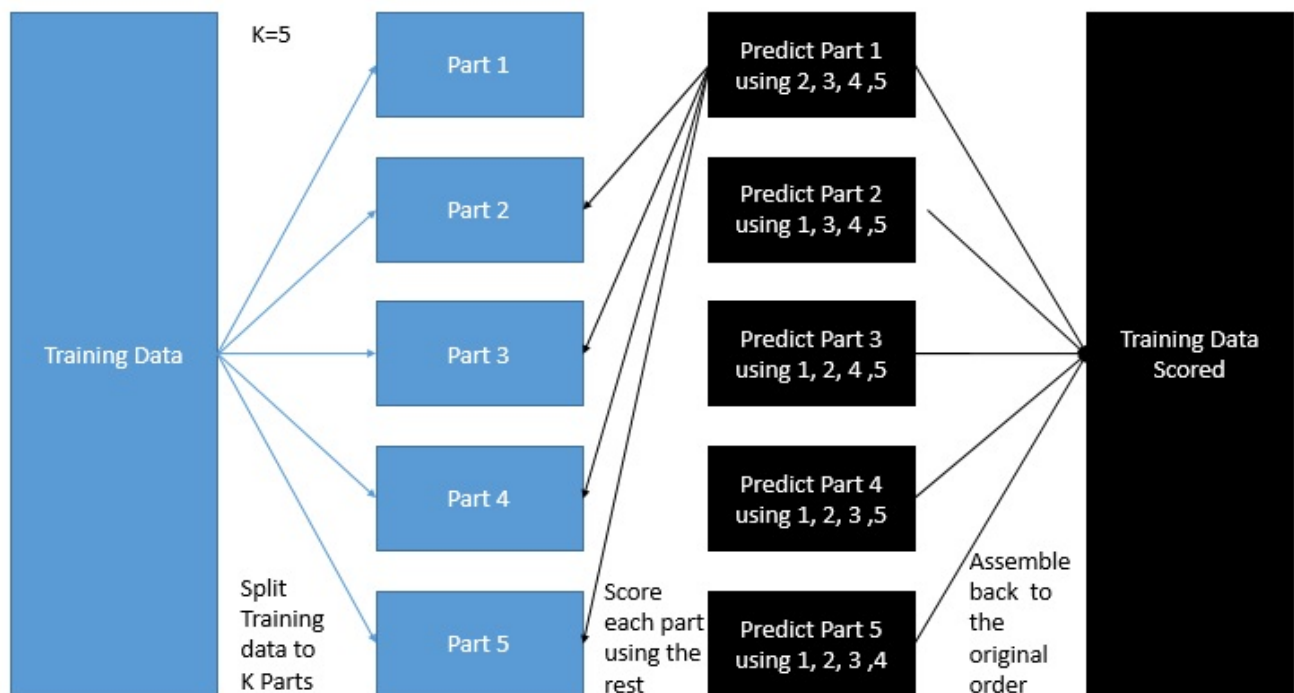 K=5
Training Data
Part 1
Part 2
Part 3
Part 4
Part 5
Split
Training
data to
K Parts
Score
each part
using the
rest
Predict Part 1
using 2, 3, 4 ,5
Predict Part 2
using 1, 3, 4 ,5
Predict Part 3
using 1, 2, 4 ,5
Predict Part 4
using 1, 2, 3 ,5
Predict Part 5
using 1, 2, 3 ,4
Assemble
back to
the
original
order
Training Data
Scored